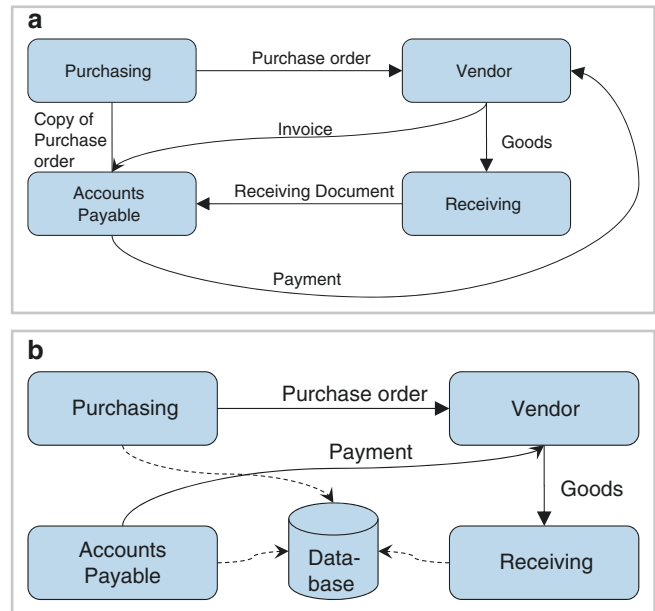 a
Purchasing
Purchase order
Vendor
Copy of
Purchase
order
Invoice
Goods
Accounts
Payable
Receiving Document
Receiving
Payment
b
Purchasing
Purchase order
Vendor
Payment
Goods
Accounts
Payable
Data-
base
Receiving